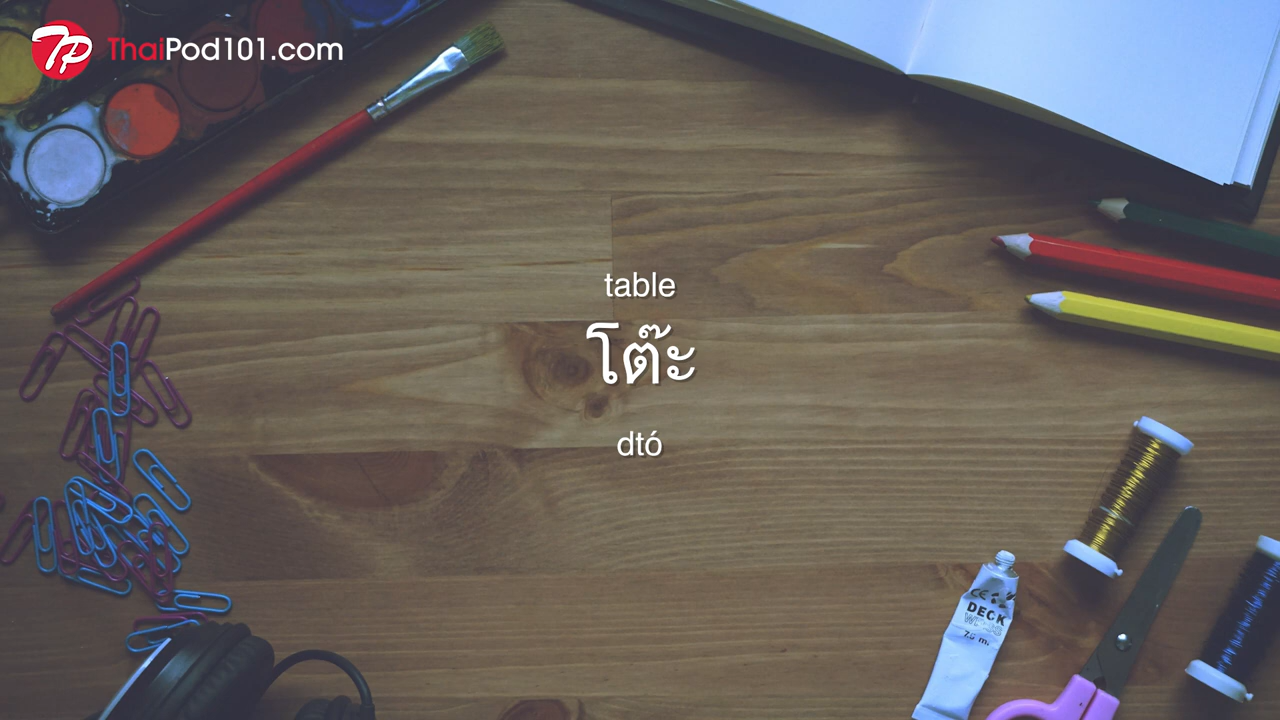 ThaiPod101.com
table
โต๊ะ
dtó
DECK